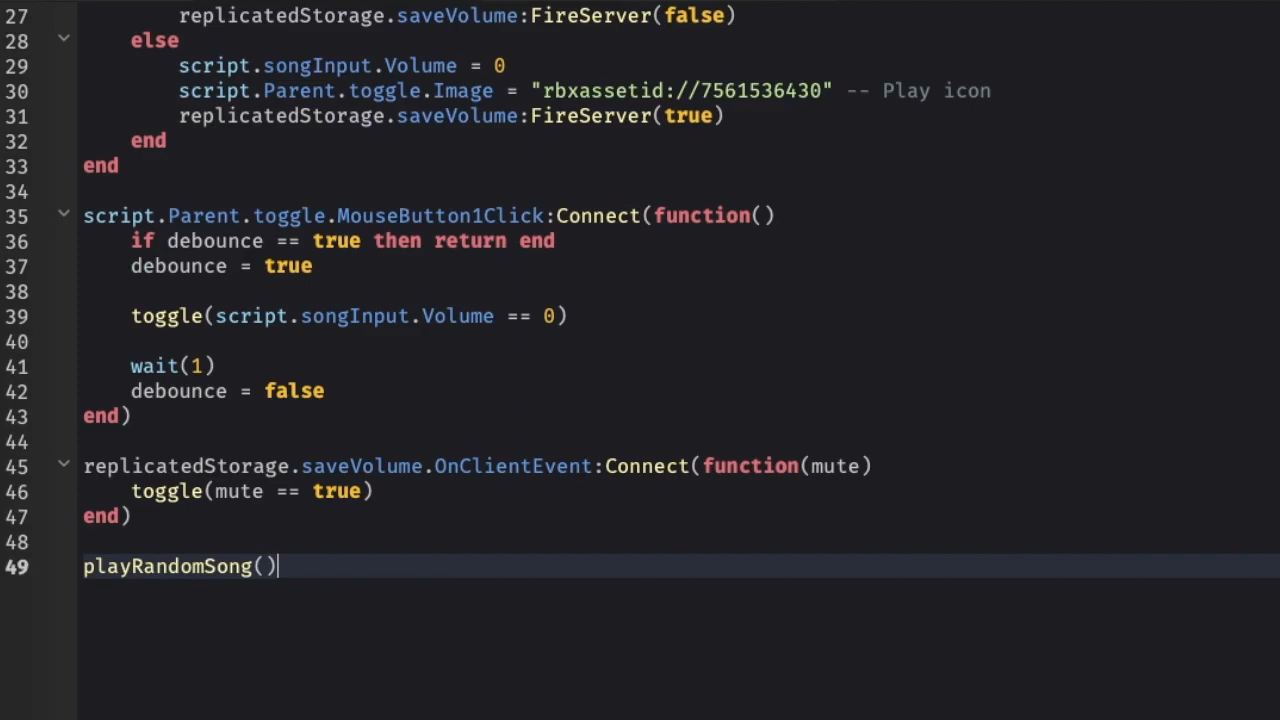 27 replicatedStorage.saveVolume:FireServer(false)
28 else
29 script.songInput.Volume = 0
30 script.Parent.toggle.Image = "rbxassetid://7561536430" -- Play icon
31 replicatedStorage.saveVolume:FireServer(true)
32 end
33 end
34
35 script.Parent.toggle.MouseButton1Click:Connect(function()
36 if debounce == true then return end
37 debounce = true
38
39 toggle(script.songInput.Volume == 0)
40
41 wait(1)
42 debounce = false
43 end)
44
45 replicatedStorage.saveVolume.OnClientEvent:Connect(function(mute)
46 toggle(mute == true)
47 end)
48
49 playRandomSong()